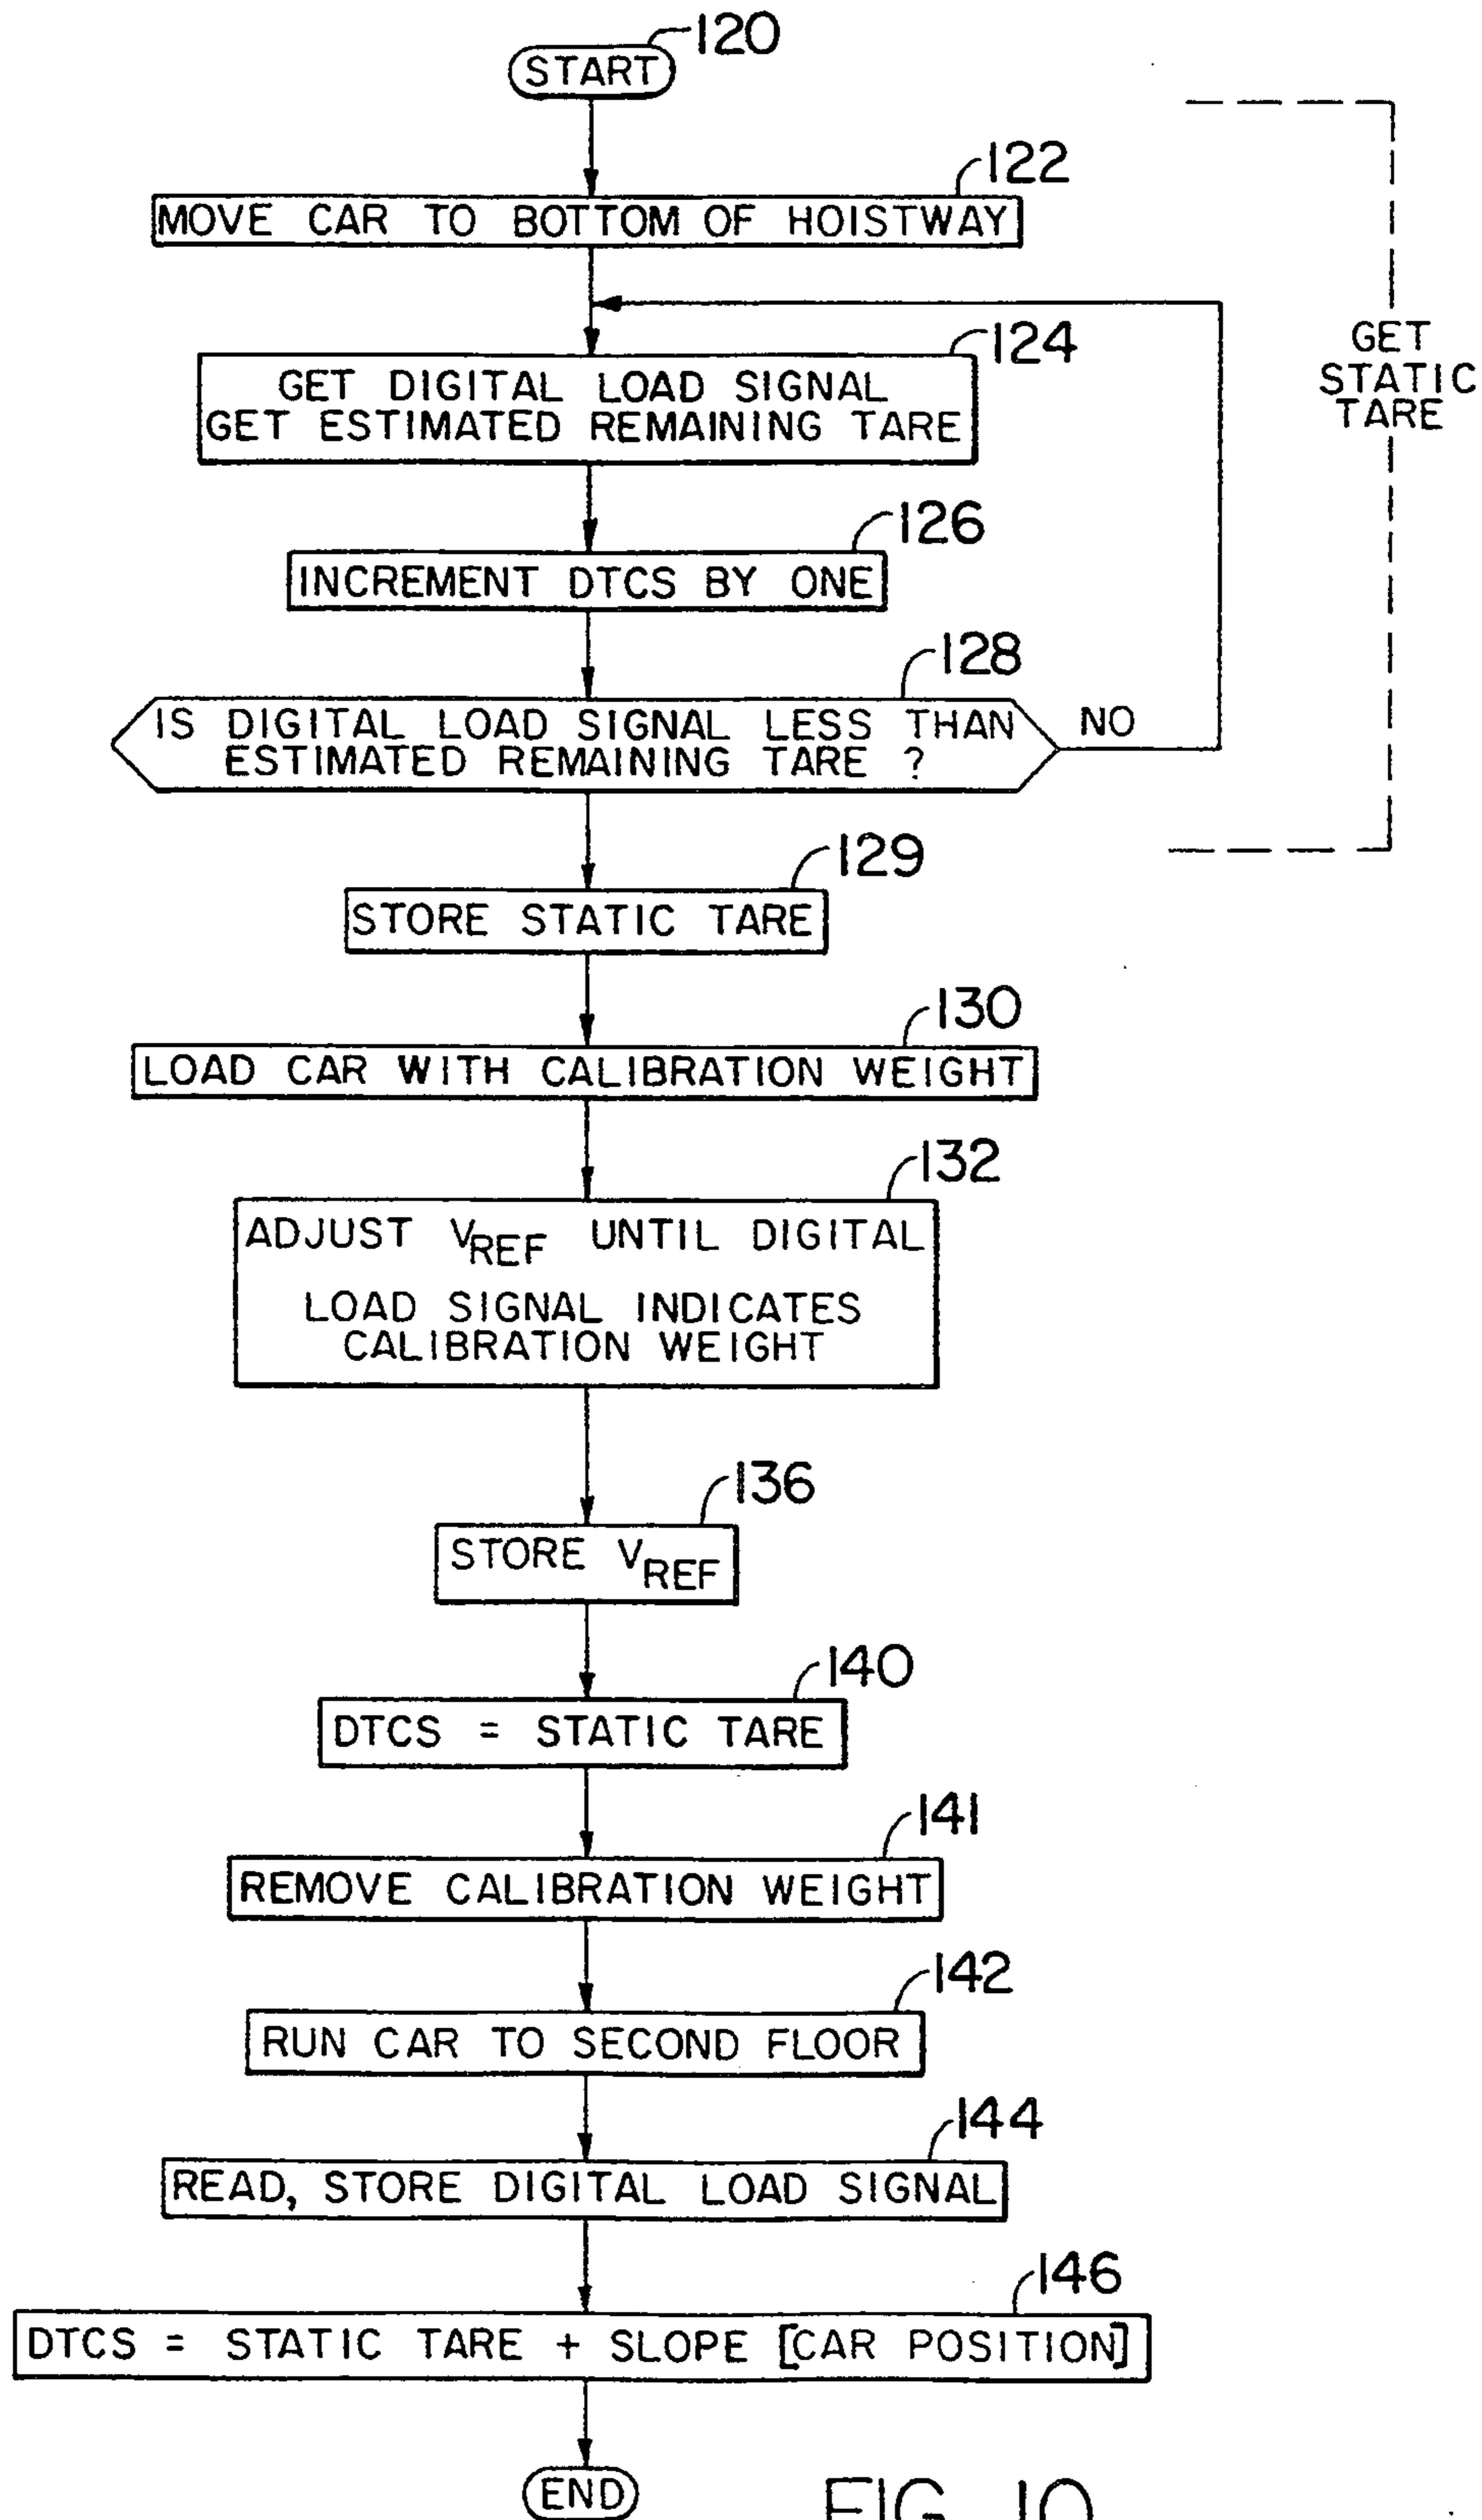 120
START
122
MOVE CAR TO BOTTOM OF HOISTWAY
124
GET DIGITAL LOAD SIGNAL
GET ESTIMATED REMAINING TARE
GET
STATIC
TARE
126
INCREMENT DTCS BY ONE
128
IS DIGITAL LOAD SIGNAL LESS THAN
ESTIMATED REMAINING TARE ?
NO
129
STORE STATIC TARE
130
LOAD CAR WITH CALIBRATION WEIGHT
132
ADJUST VREF UNTIL DIGITAL
LOAD SIGNAL INDICATES
CALIBRATION WEIGHT
136
STORE VREF
140
DTCS = STATIC TARE
141
REMOVE CALIBRATION WEIGHT
142
RUN CAR TO SECOND FLOOR
144
READ, STORE DIGITAL LOAD SIGNAL
146
DTCS = STATIC TARE + SLOPE [CAR POSITION]
END
FIG. 10